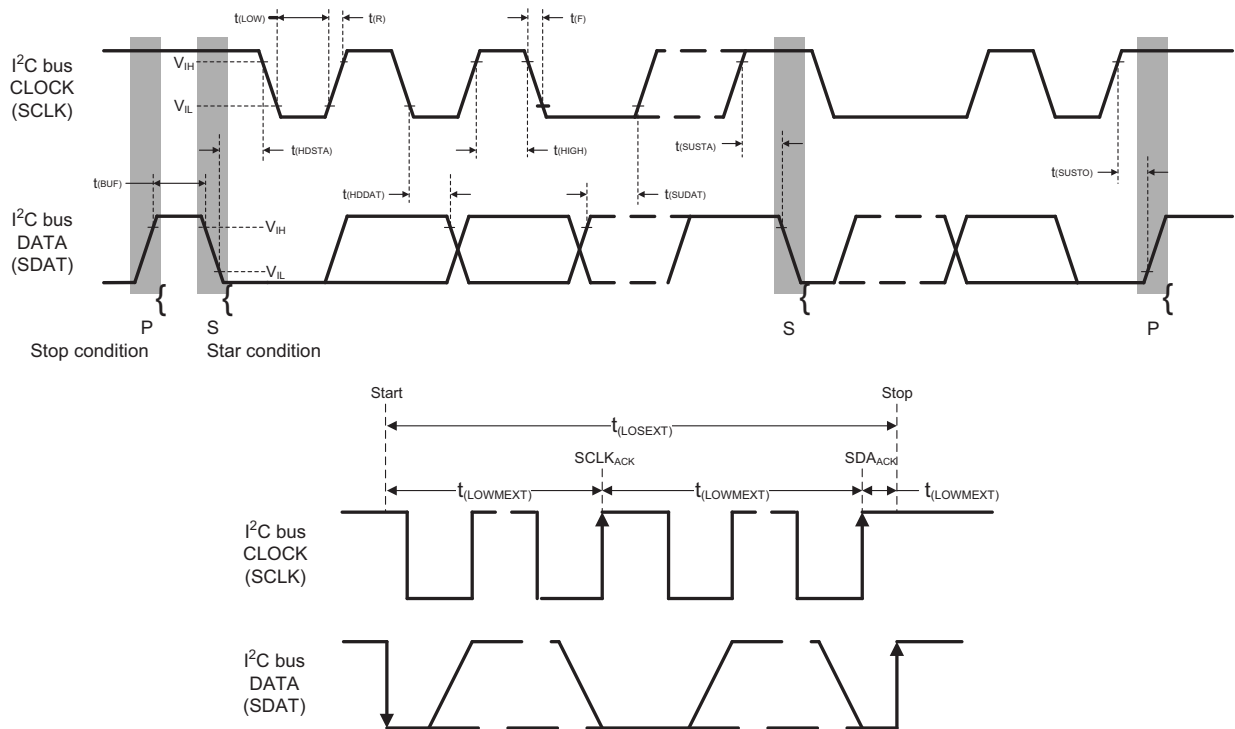 t(LOW) t(R) t(F)
I2C bus
CLOCK
(SCLK)
VIH
VIL
t(HDSTA) t(HIGH) t(SUSTA) t(SUSTO)
t(BUF) t(HDDAT) t(SUDAT)
I2C bus
DATA
(SDAT)
VIH
VIL
{ { { {
P S S P
Stop condition Star condition
Start Stop
t(LOSEXT)
SCLKACK SDAACK
t(LOWMEXT) t(LOWMEXT) t(LOWMEXT)
I2C bus
CLOCK
(SCLK)
I2C bus
DATA
(SDAT)